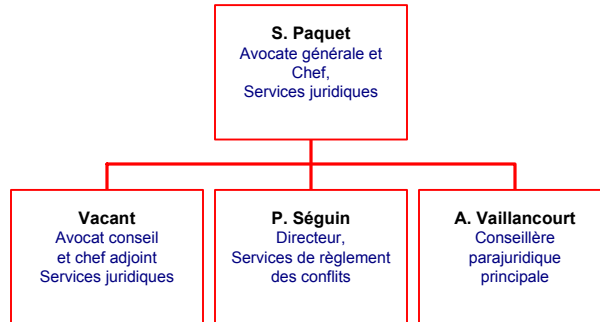 S. Paquet
Avocate générale et
Chef,
Services juridiques
Vacant
Avocat conseil
et chef adjoint
Services juridiques
P. Séguin
Directeur,
Services de règlement
des conflits
A. Vaillancourt
Conseillère
parajuridique
principale